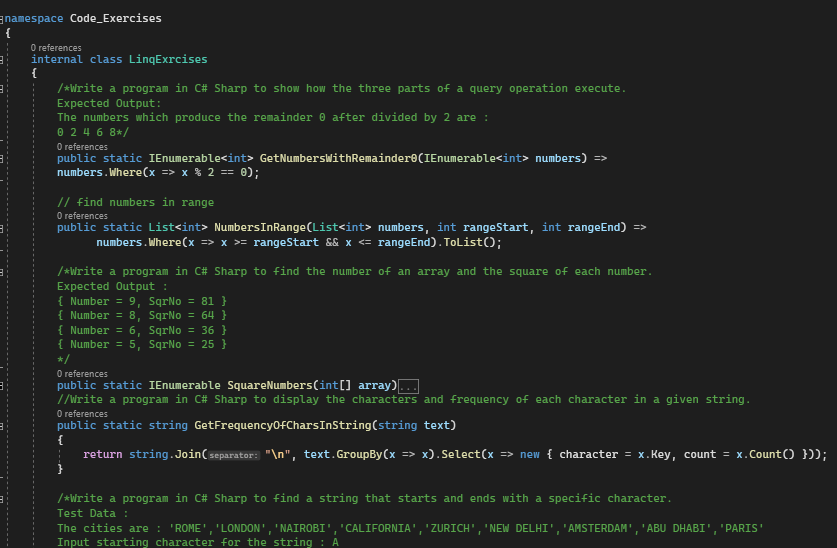 namespace Code_Exercises
{
0 references
internal class LinqExrcises
{
/*Write a program in C# Sharp to show how the three parts of a query operation execute.
Expected Output:
The numbers which produce the remainder 0 after divided by 2 are :
0 2 4 6 8*/
0 references
public static IEnumerable<int> GetNumbersWithRemainder0(IEnumerable<int> numbers) =>
numbers.Where(x => x % 2 == 0);
// find numbers in range
0 references
public static List<int> NumbersInRange(List<int> numbers, int rangeStart, int rangeEnd) =>
numbers.Where(x => x >= rangeStart && x <= rangeEnd).ToList();
/*Write a program in C# Sharp to find the number of an array and the square of each number.
Expected Output :
{ Number = 9, SqrNo = 81 }
{ Number = 8, SqrNo = 64 }
{ Number = 6, SqrNo = 36 }
{ Number = 5, SqrNo = 25 }
*/
0 references
public static IEnumerable SquareNumbers(int[] array)...
//Write a program in C# Sharp to display the characters and frequency of each character in a given string.
0 references
public static string GetFrequencyOfCharsInString(string text)
{
return string.Join(separator: "\n", text.GroupBy(x => x).Select(x => new { character = x.Key, count = x.Count() }));
}
/*Write a program in C# Sharp to find a string that starts and ends with a specific character.
Test Data :
The cities are : 'ROME','LONDON','NAIROBI','CALIFORNIA','ZURICH','NEW DELHI','AMSTERDAM','ABU DHABI','PARIS'
Input starting character for the string : A